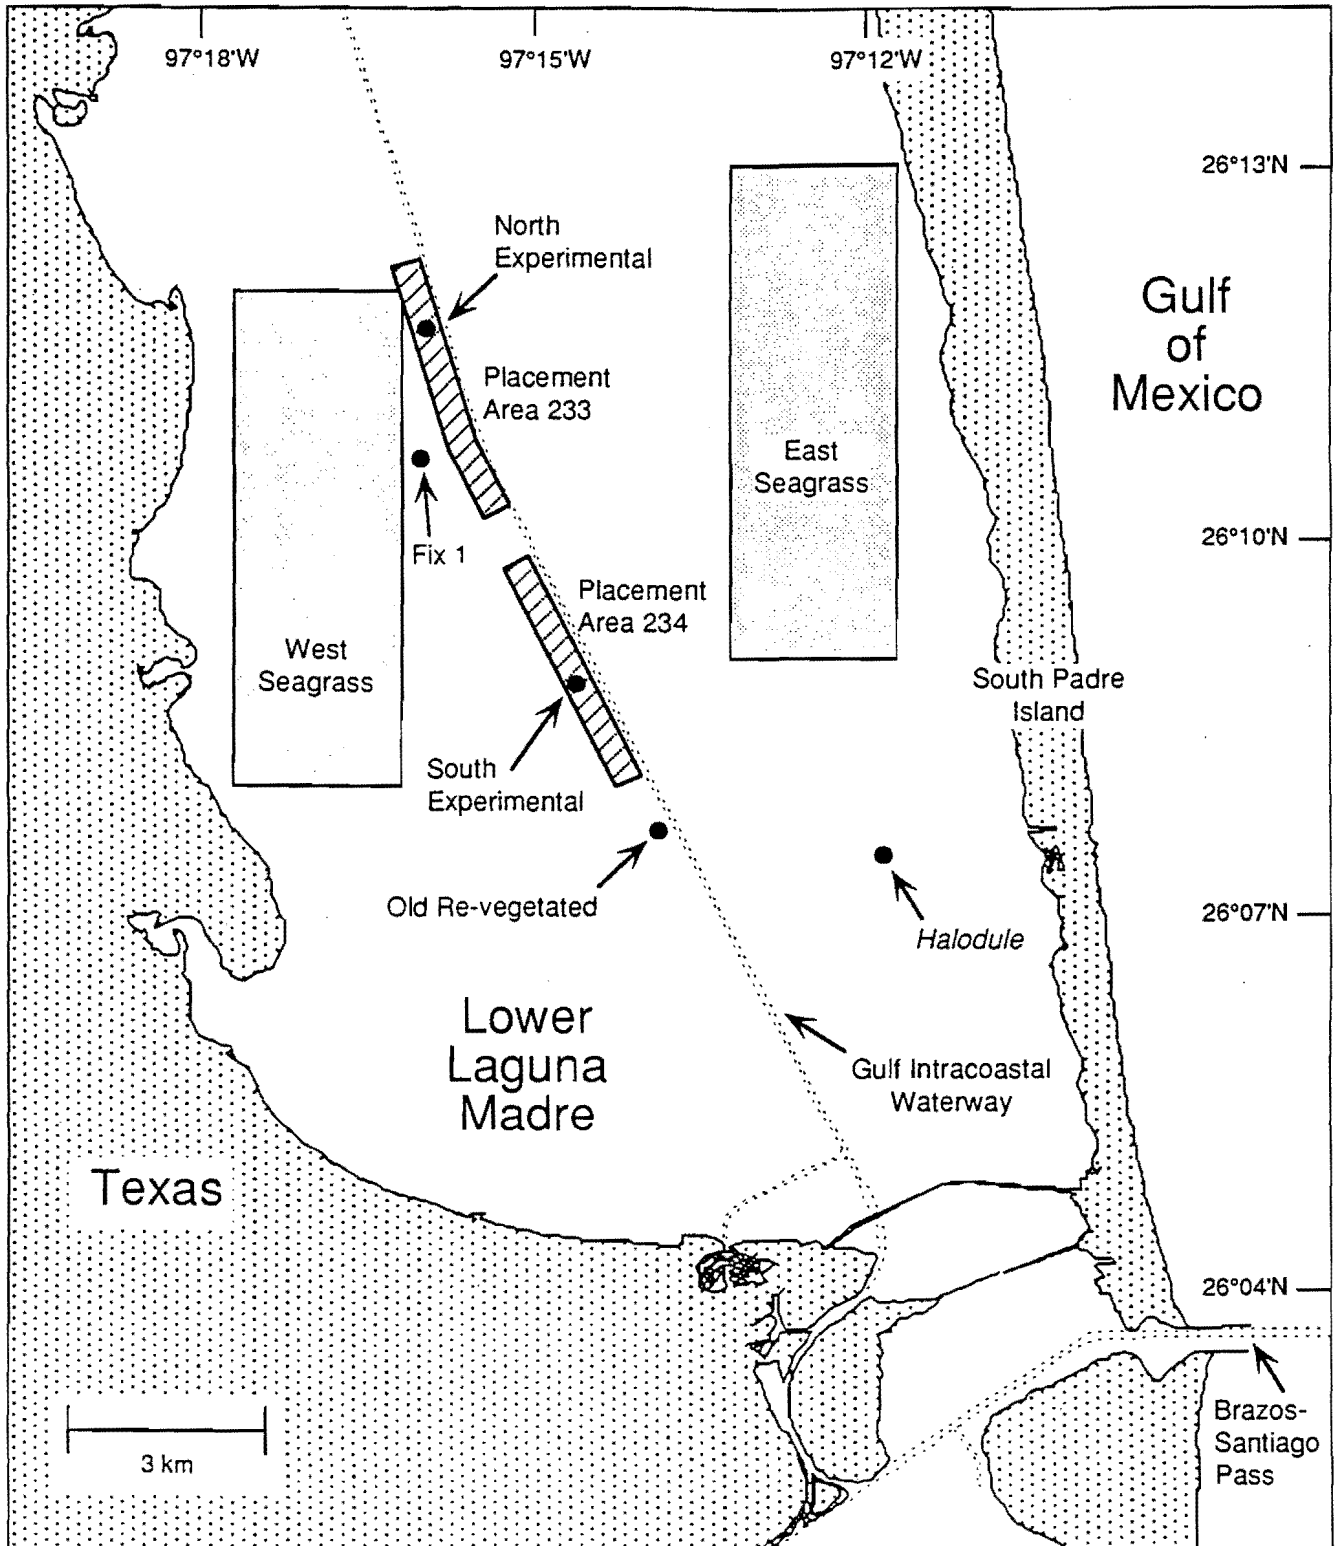 97°18'W
97°15'W
97°12'W
26°13'N
North
Experimental
Gulf
of
Mexico
Placement
Area 233
East
Seagrass
26°10'N
Fix 1
Placement
Area 234
West
Seagrass
South Padre
Island
South
Experimental
Old Re-vegetated
26°07'N
Halodule
Lower
Laguna
Madre
Gulf Intracoastal
Waterway
Texas
26°04'N
Brazos-
Santiago
Pass
3 km